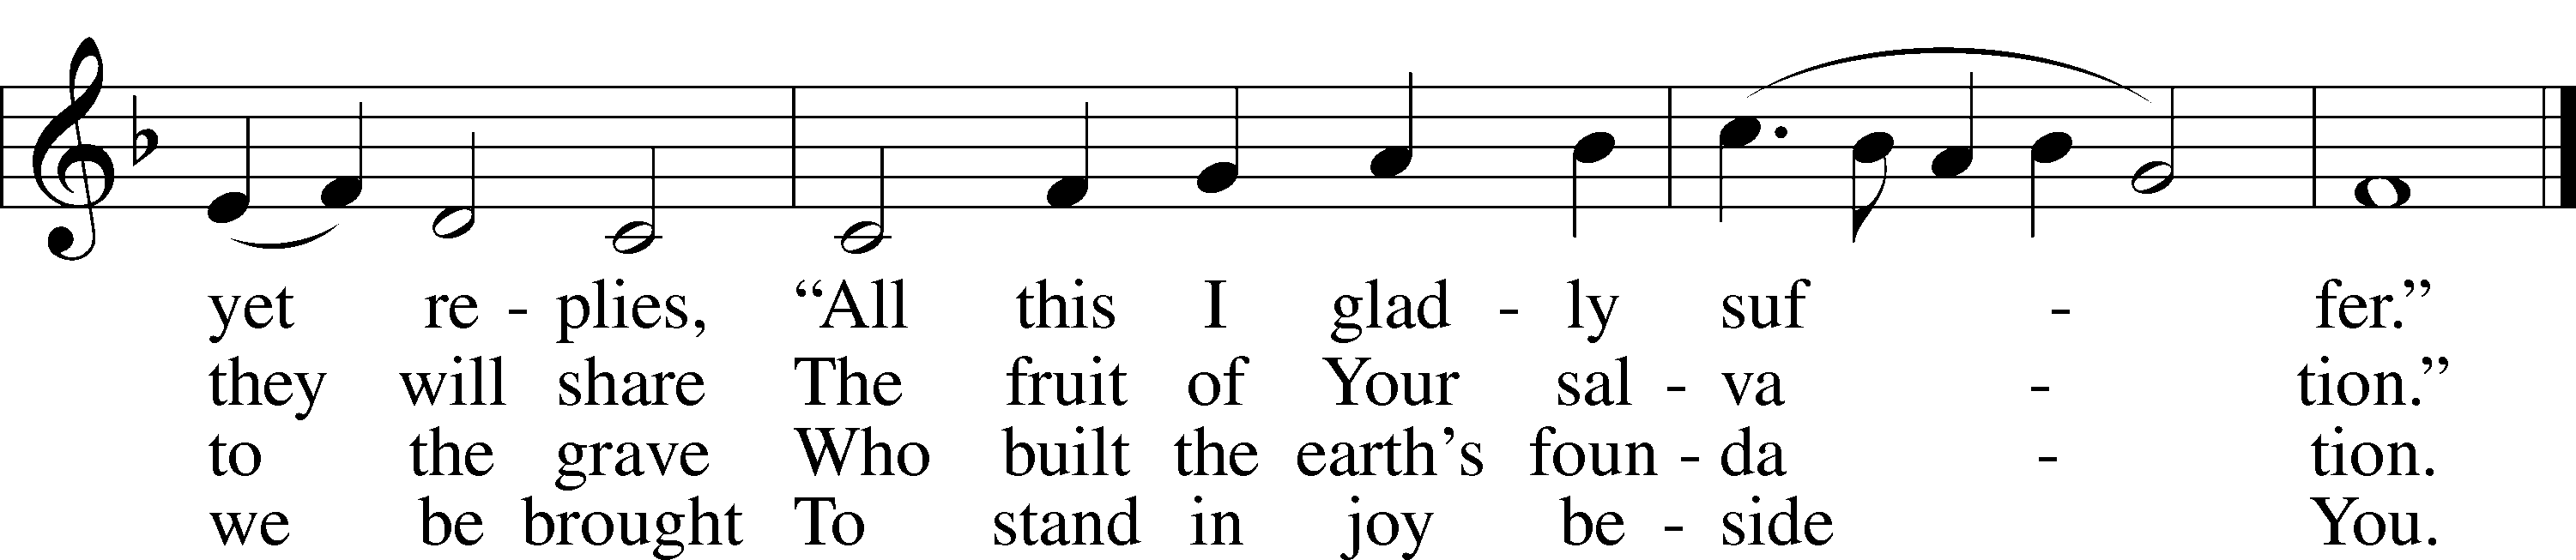 yet re - plies, “All this I glad - ly suf - fer.”
they will share The fruit of Your sal - va - tion.”
to the grave Who built the earth’s foun - da - tion.
we be brought To stand in joy be - side You.